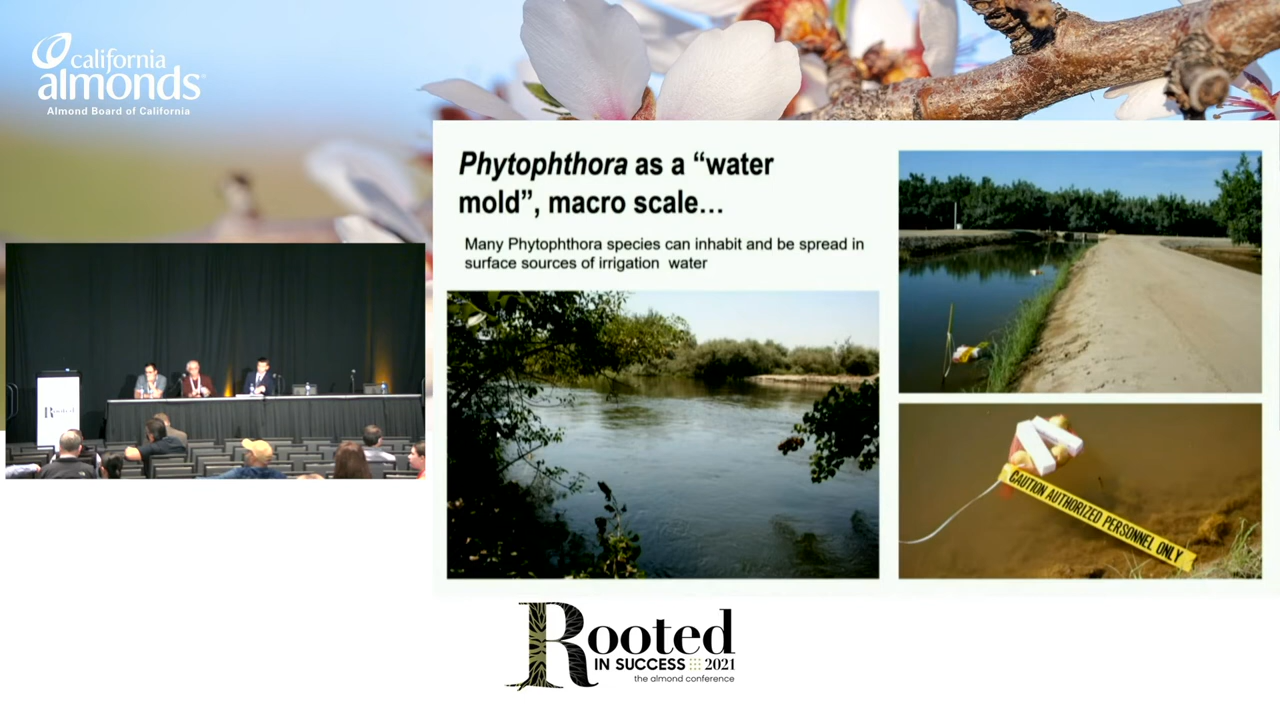 california
almonds
Almond Board of California
Phytophthora as a “water
mold”, macro scale…
Many Phytophthora species can inhabit and be spread in
surface sources of irrigation water
CAUTION AUTHORIZED PERSONNEL ONLY
Rooted
Rooted
IN SUCCESS 2021
the almond conference